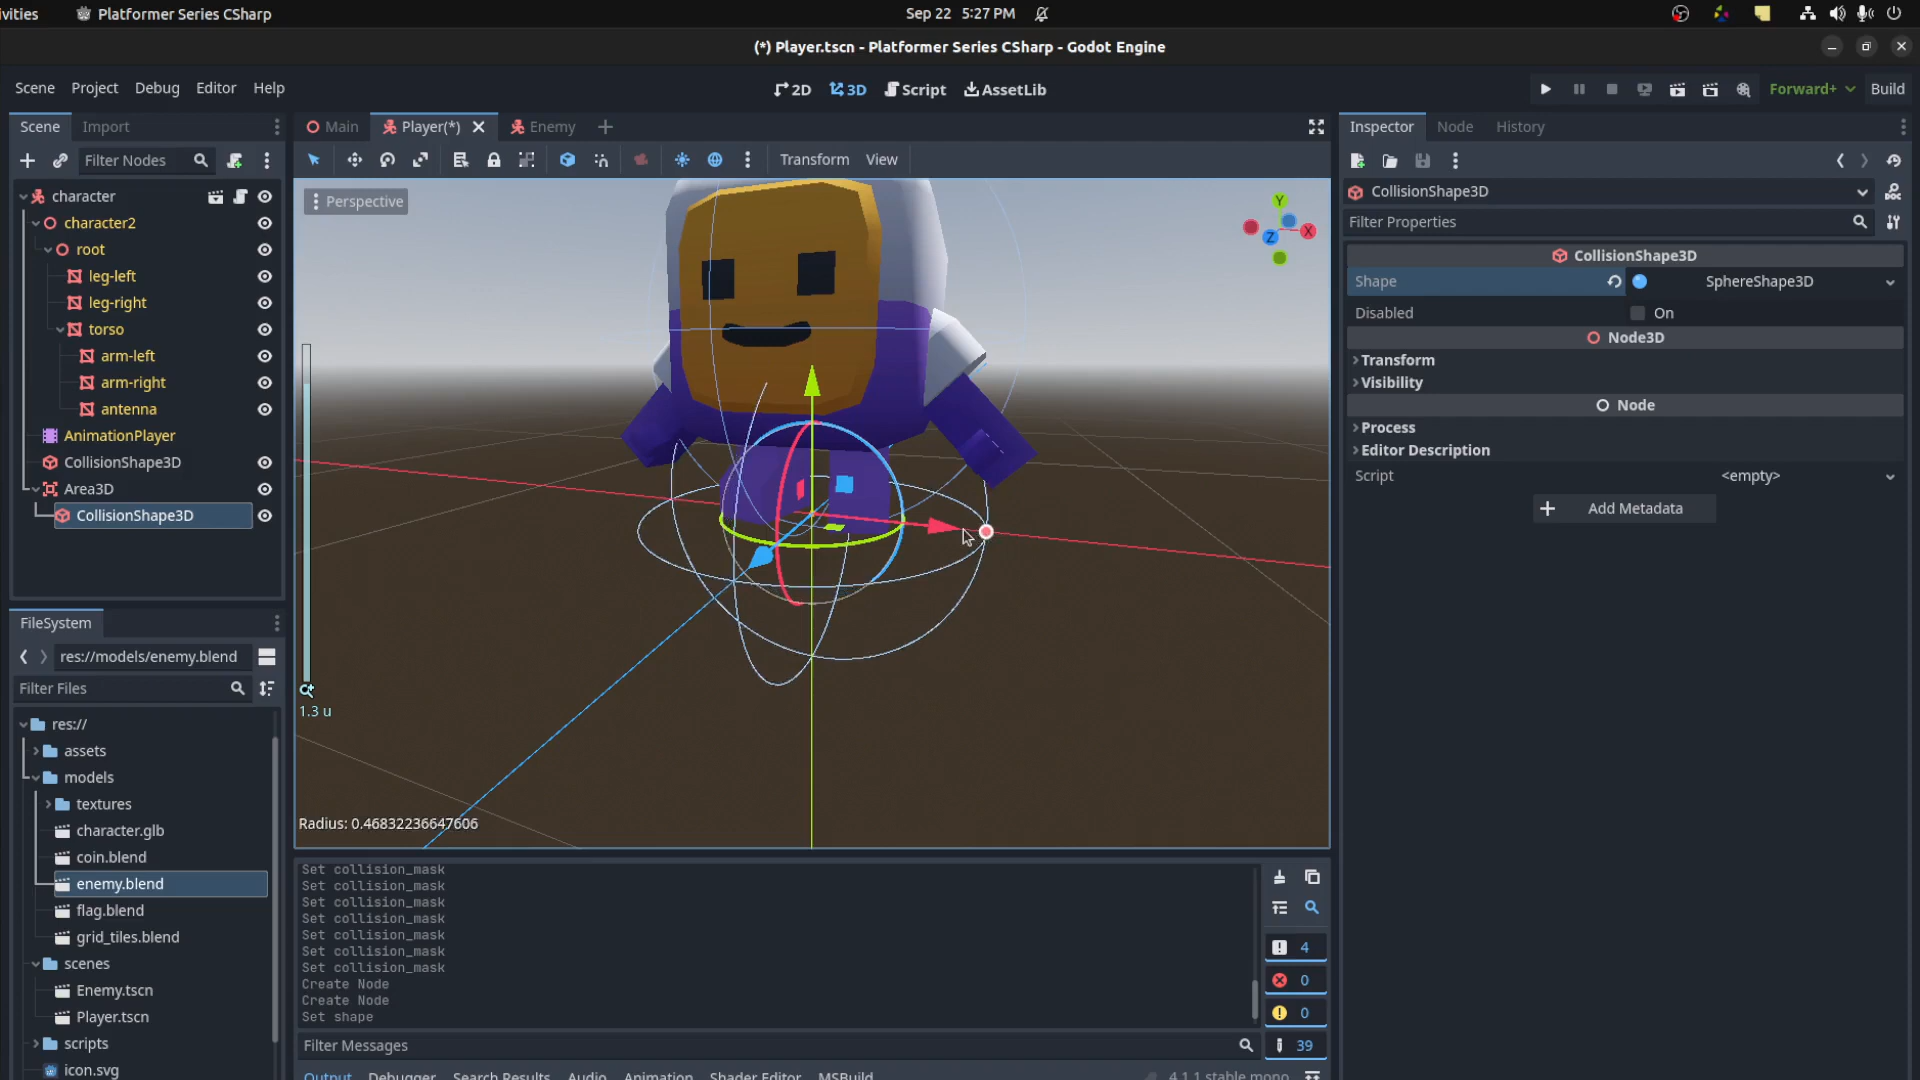 ivities
Platformer Series CSharp
Sep 22 5:27 PM
(*) Player.tscn - Platformer Series CSharp - Godot Engine
Scene Project Debug Editor Help
2D 3D Script AssetLib
Forward+ Build
Scene Import
Main Player(*) Enemy
Inspector Node History
Filter Nodes
Transform View
CollisionShape3D
Filter Properties
character
character2
root
leg-left
leg-right
torso
arm-left
arm-right
antenna
AnimationPlayer
CollisionShape3D
Area3D
CollisionShape3D
Perspective
Y
X
Z
1.3 u
Radius: 0.46832236647606
CollisionShape3D
Shape SphereShape3D
Disabled On
Node3D
Transform
Visibility
Node
Process
Editor Description
Script <empty>
Add Metadata
FileSystem
res://models/enemy.blend
Filter Files
res://
assets
models
textures
character.glb
coin.blend
enemy.blend
flag.blend
grid_tiles.blend
scenes
Enemy.tscn
Player.tscn
scripts
icon.svg
Set collision_mask
Set collision_mask
Set collision_mask
Set collision_mask
Set collision_mask
Set collision_mask
Set collision_mask
Create Node
Create Node
Set shape
4
0
0
39
Filter Messages
Output Debugger Search Results Audio Animation Shader Editor MSBuild
4.1.1.stable.mono